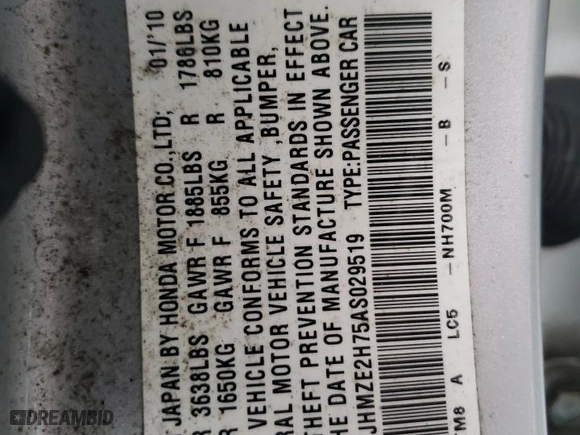 JAPAN BY HONDA MOTOR CO.,LTD, 01/'10
R 3638LBS GAWR F 1885LBS R 1786LBS
R 1650KG GAWR F 855KG R 810KG
VEHICLE CONFORMS TO ALL APPLICABLE
RAL MOTOR VEHICLE SAFETY ,BUMPER,
THEFT PREVENTION STANDARDS IN EFFECT
THE DATE OF MANUFACTURE SHOWN ABOVE.
JHMZE2H75AS029519 TYPE:PASSENGER CAR
M8 A LC5 -NH700M -B -S
DREAMBID